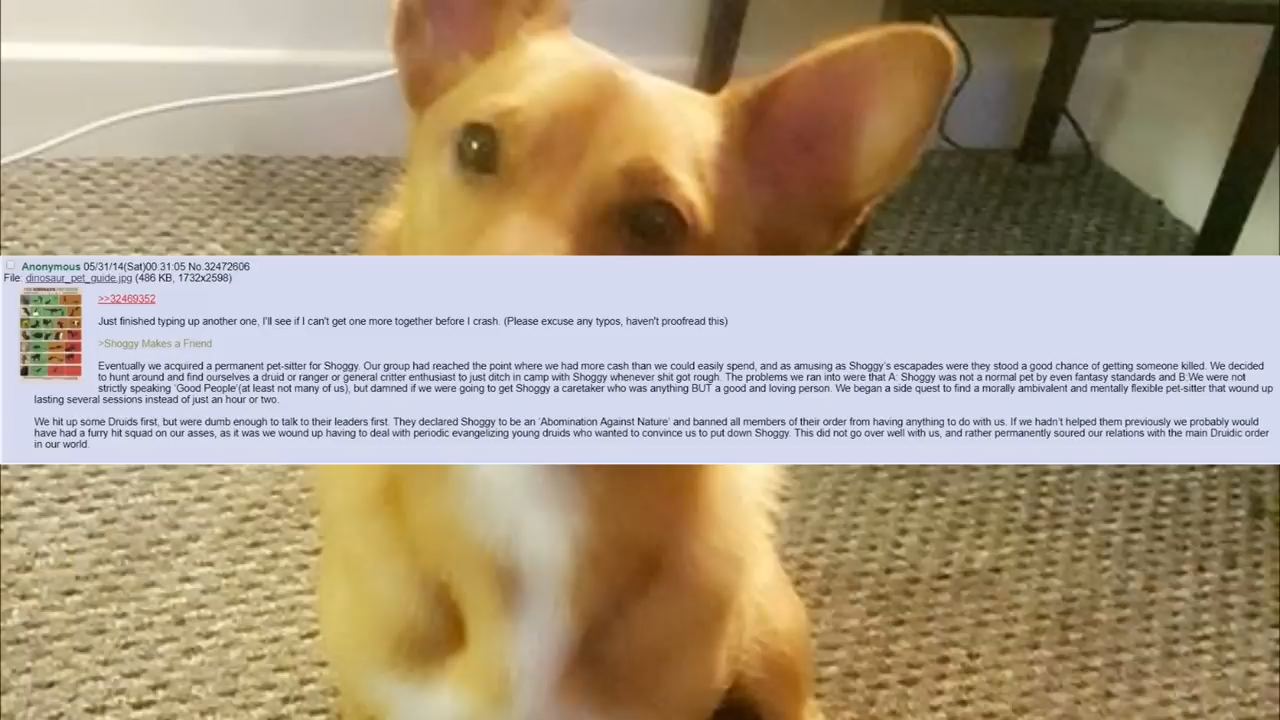 Anonymous 05/31/14(Sat)00:31:05 No.32472606
File: dinosaur_pet_guide.jpg (486 KB, 1732x2598)
>>32469352
Just finished typing up another one, I'll see if I can't get one more together before I crash. (Please excuse any typos, haven't proofread this)
>Shoggy Makes a Friend
Eventually we acquired a permanent pet-sitter for Shoggy. Our group had reached the point where we had more cash than we could easily spend, and as amusing as Shoggy's escapades were they stood a good chance of getting someone killed. We decided
to hunt around and find ourselves a druid or ranger or general critter enthusiast to just ditch in camp with Shoggy whenever shit got rough. The problems we ran into were that A: Shoggy was not a normal pet by even fantasy standards and B:We were not
strictly speaking 'Good People'(at least not many of us), but damned if we were going to get Shoggy a caretaker who was anything BUT a good and loving person. We began a side quest to find a morally ambivalent and mentally flexible pet-sitter that wound up
lasting several sessions instead of just an hour or two.
We hit up some Druids first, but were dumb enough to talk to their leaders first. They declared Shoggy to be an 'Abomination Against Nature' and banned all members of their order from having anything to do with us. If we hadn't helped them previously we probably would
have had a furry hit squad on our asses, as it was we wound up having to deal with periodic evangelizing young druids who wanted to convince us to put down Shoggy. This did not go over well with us, and rather permanently soured our relations with the main Druidic order
in our world.